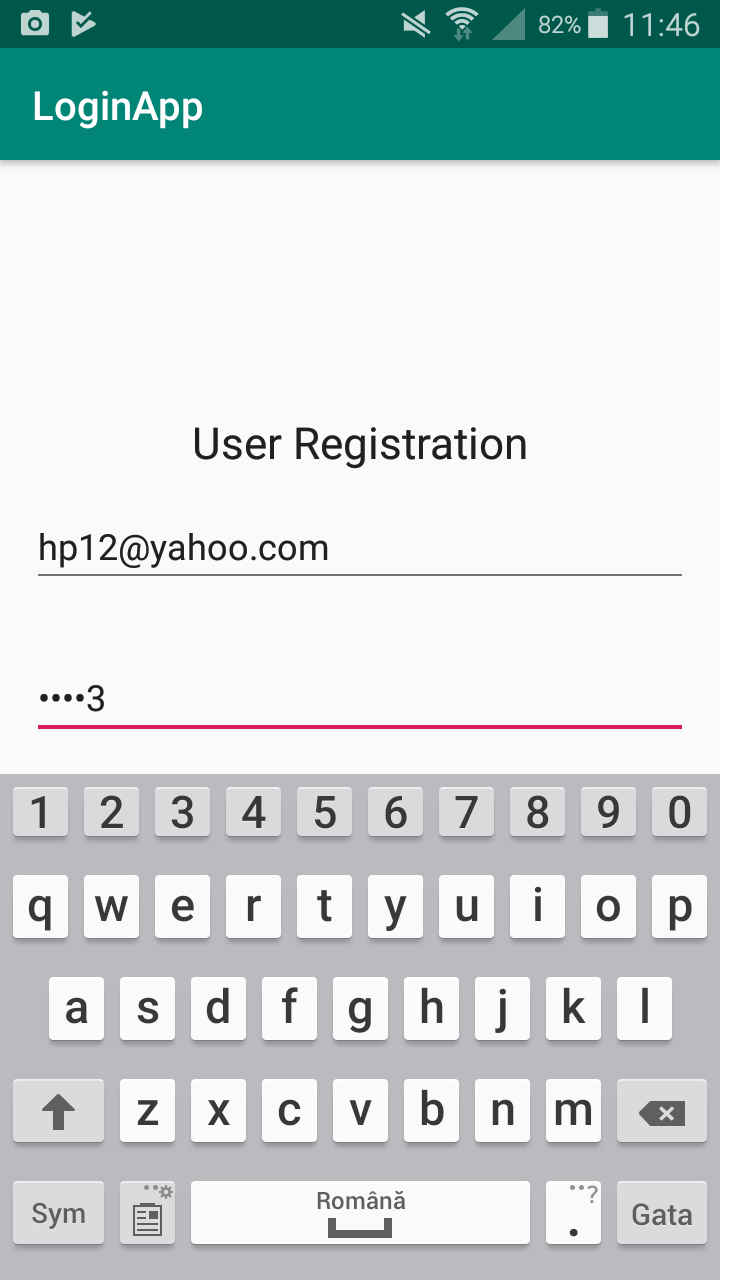 82% 11:46
LoginApp
User Registration
hp12@yahoo.com
••••3
1 2 3 4 5 6 7 8 9 0
q w e r t y u i o p
a s d f g h j k l
z x c v b n m
Sym Română . ? Gata